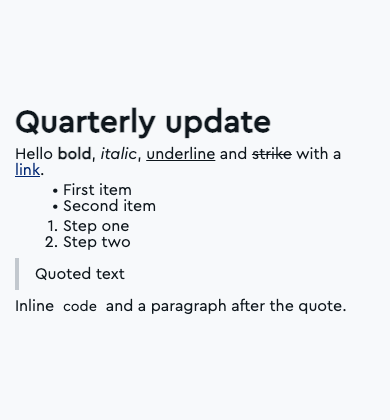 Quarterly update
Hello bold, italic, underline and strike with a
link.
• First item
• Second item
1. Step one
2. Step two
Quoted text
Inline code and a paragraph after the quote.